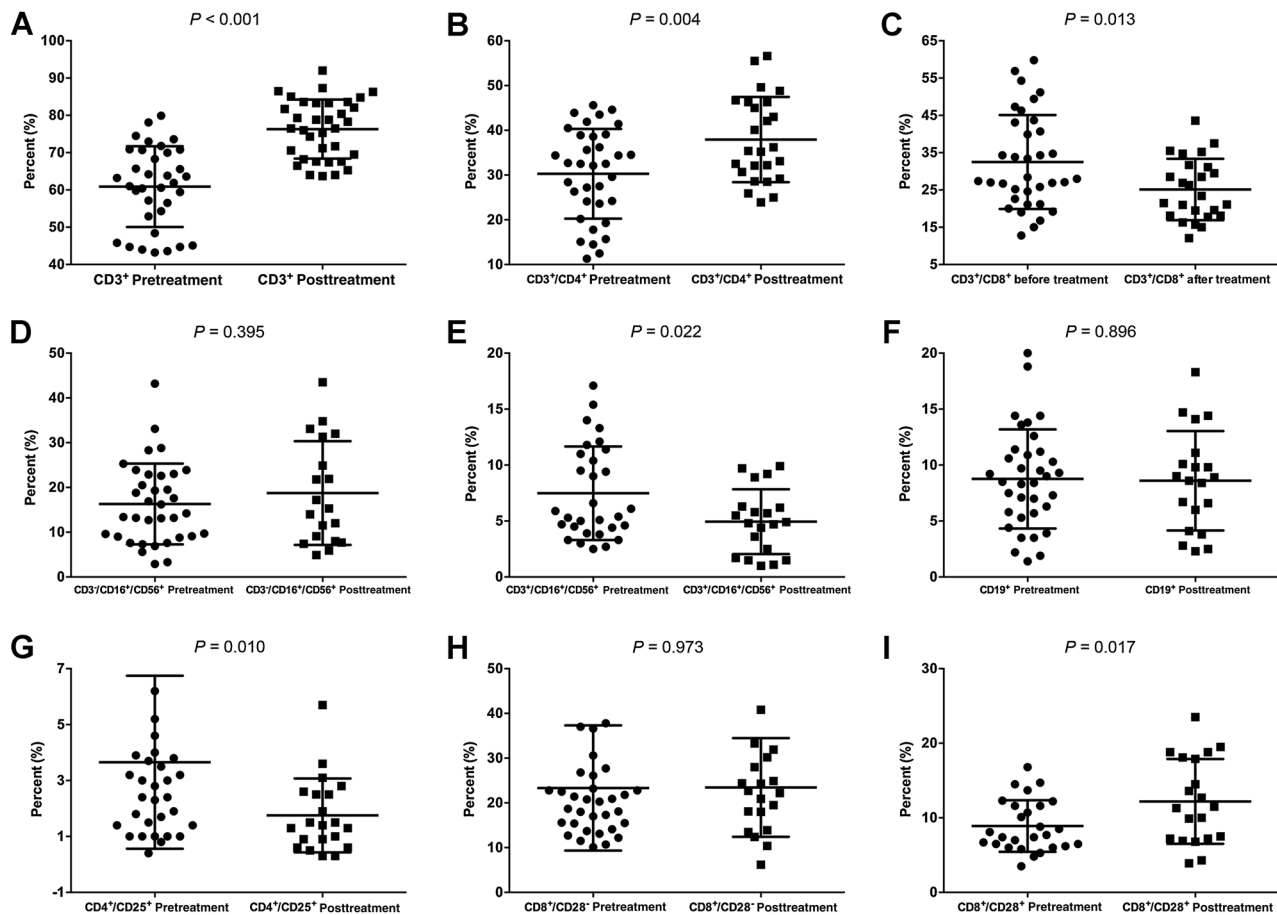 A
P < 0.001
Percent (%)
100
90
80
70
60
50
40
CD3⁺ Pretreatment
CD3⁺ Posttreatment
B
P = 0.004
Percent (%)
60
50
40
30
20
10
CD3⁺/CD4⁺ Pretreatment
CD3⁺/CD4⁺ Posttreatment
C
P = 0.013
Percent (%)
65
55
45
35
25
15
5
CD3⁺/CD8⁺ before treatment
CD3⁺/CD8⁺ after treatment
D
P = 0.395
Percent (%)
50
40
30
20
10
0
CD3⁻/CD16⁺/CD56⁺ Pretreatment
CD3⁻/CD16⁺/CD56⁺ Posttreatment
E
P = 0.022
Percent (%)
20
15
10
5
0
CD3⁺/CD16⁺/CD56⁺ Pretreatment
CD3⁺/CD16⁺/CD56⁺ Posttreatment
F
P = 0.896
Percent (%)
20
15
10
5
0
CD19⁺ Pretreatment
CD19⁺ Posttreatment
G
P = 0.010
Percent (%)
7
5
3
1
-1
CD4⁺/CD25⁺ Pretreatment
CD4⁺/CD25⁺ Posttreatment
H
P = 0.973
Percent (%)
50
40
30
20
10
0
CD8⁺/CD28⁻ Pretreatment
CD8⁺/CD28⁻ Posttreatment
I
P = 0.017
Percent (%)
30
20
10
0
CD8⁺/CD28⁺ Pretreatment
CD8⁺/CD28⁺ Posttreatment